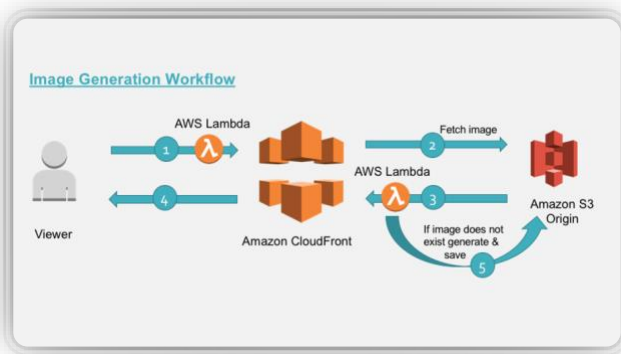 Image Generation Workflow
AWS Lambda
1
λ
2
Fetch image
AWS Lambda
4
λ
3
Viewer
Amazon CloudFront
Amazon S3
Origin
If image does not
exist generate &
save
5